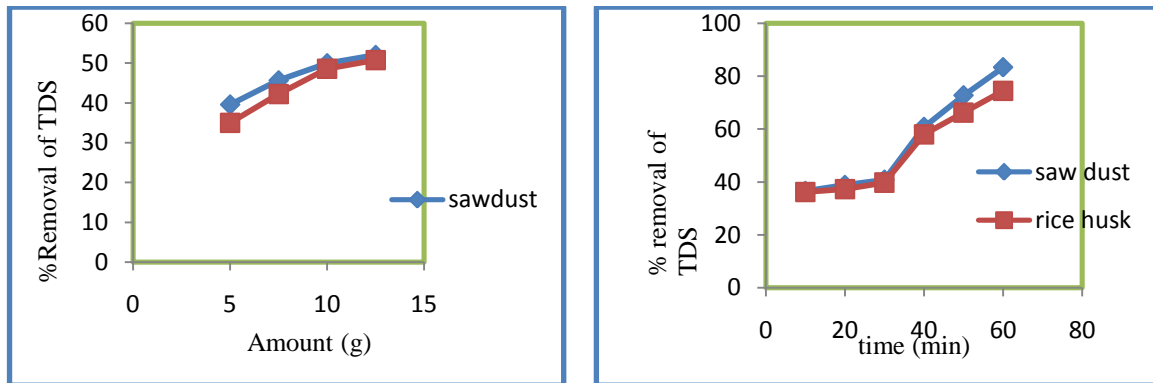 %Removal of TDS
60
50
40
30
20
10
0
0 5 10 15
Amount (g)
sawdust
% removal of
TDS
100
80
60
40
20
0
0 20 40 60 80
time (min)
saw dust
rice husk